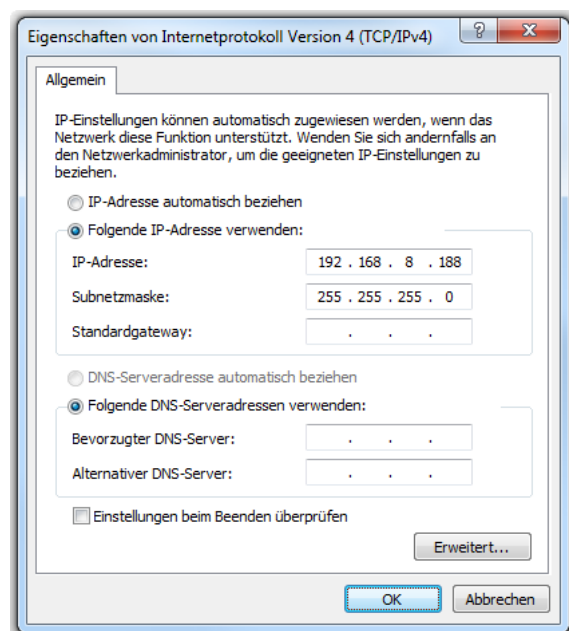 Eigenschaften von Internetprotokoll Version 4 (TCP/IPv4)
?
Allgemein
IP-Einstellungen können automatisch zugewiesen werden, wenn das
Netzwerk diese Funktion unterstützt. Wenden Sie sich andernfalls an
den Netzwerkadministrator, um die geeigneten IP-Einstellungen zu
beziehen.
IP-Adresse automatisch beziehen
Folgende IP-Adresse verwenden:
IP-Adresse: 192 . 168 . 8 . 188
Subnetzmaske: 255 . 255 . 255 . 0
Standardgateway: . . .
DNS-Serveradresse automatisch beziehen
Folgende DNS-Serveradressen verwenden:
Bevorzugter DNS-Server: . . .
Alternativer DNS-Server: . . .
Einstellungen beim Beenden überprüfen
Erweitert...
OK Abbrechen